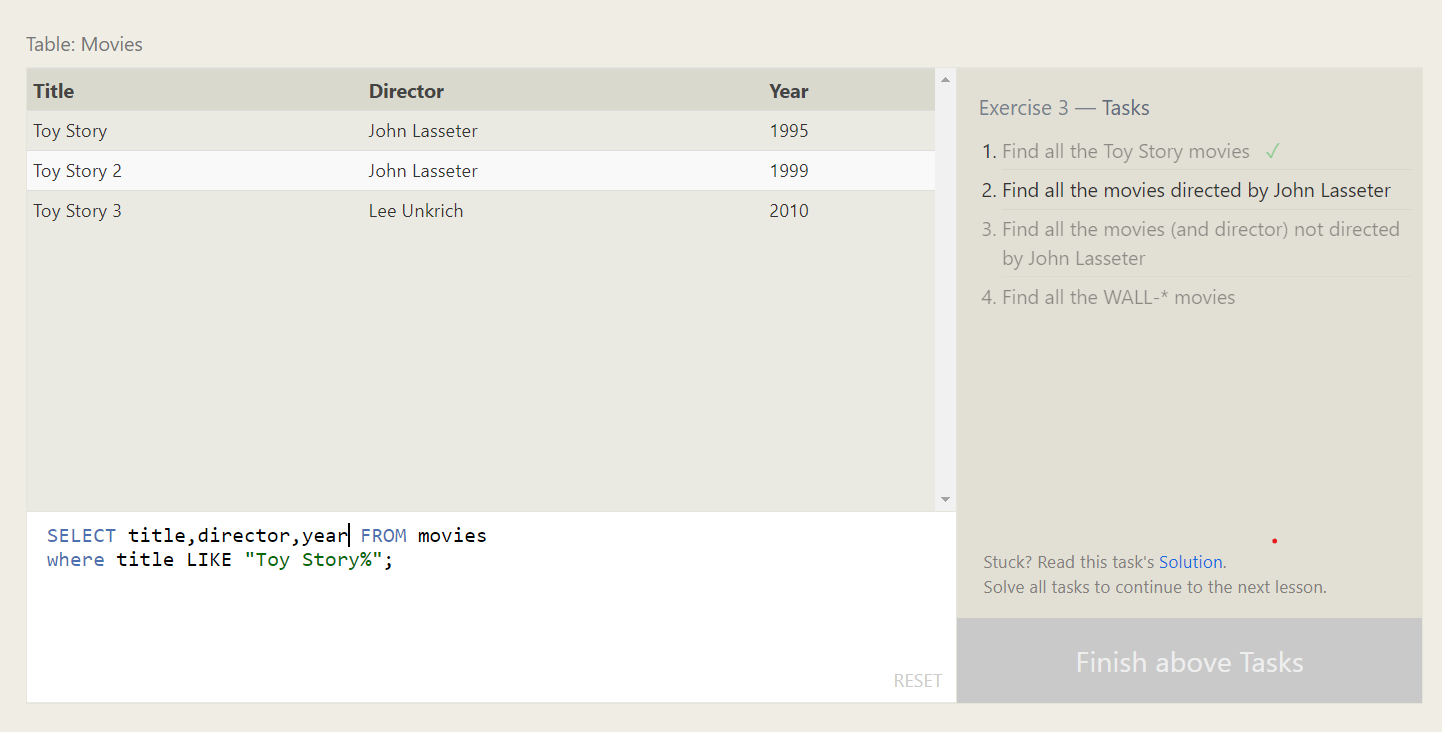 Table: Movies
Title Director Year
Toy Story John Lasseter 1995
Toy Story 2 John Lasseter 1999
Toy Story 3 Lee Unkrich 2010
SELECT title,director,year FROM movies
where title LIKE "Toy Story%";
RESET
Exercise 3 — Tasks
1. Find all the Toy Story movies ✓
2. Find all the movies directed by John Lasseter
3. Find all the movies (and director) not directed
by John Lasseter
4. Find all the WALL-* movies
Stuck? Read this task's Solution.
Solve all tasks to continue to the next lesson.
Finish above Tasks